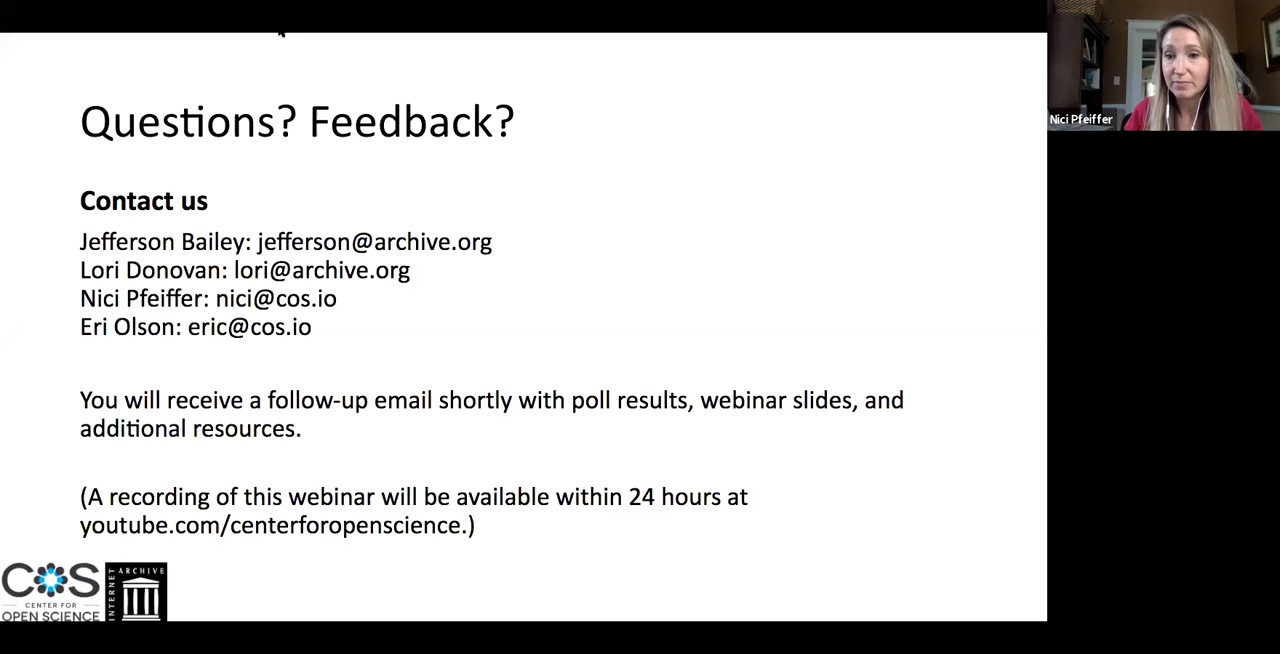 Questions? Feedback?
Contact us
Jefferson Bailey: jefferson@archive.org
Lori Donovan: lori@archive.org
Nici Pfeiffer: nici@cos.io
Eri Olson: eric@cos.io
You will receive a follow-up email shortly with poll results, webinar slides, and
additional resources.
(A recording of this webinar will be available within 24 hours at
youtube.com/centerforopenscience.)
COS
CENTER FOR
OPEN SCIENCE
INTERNET
ARCHIVE
Nici Pfeiffer